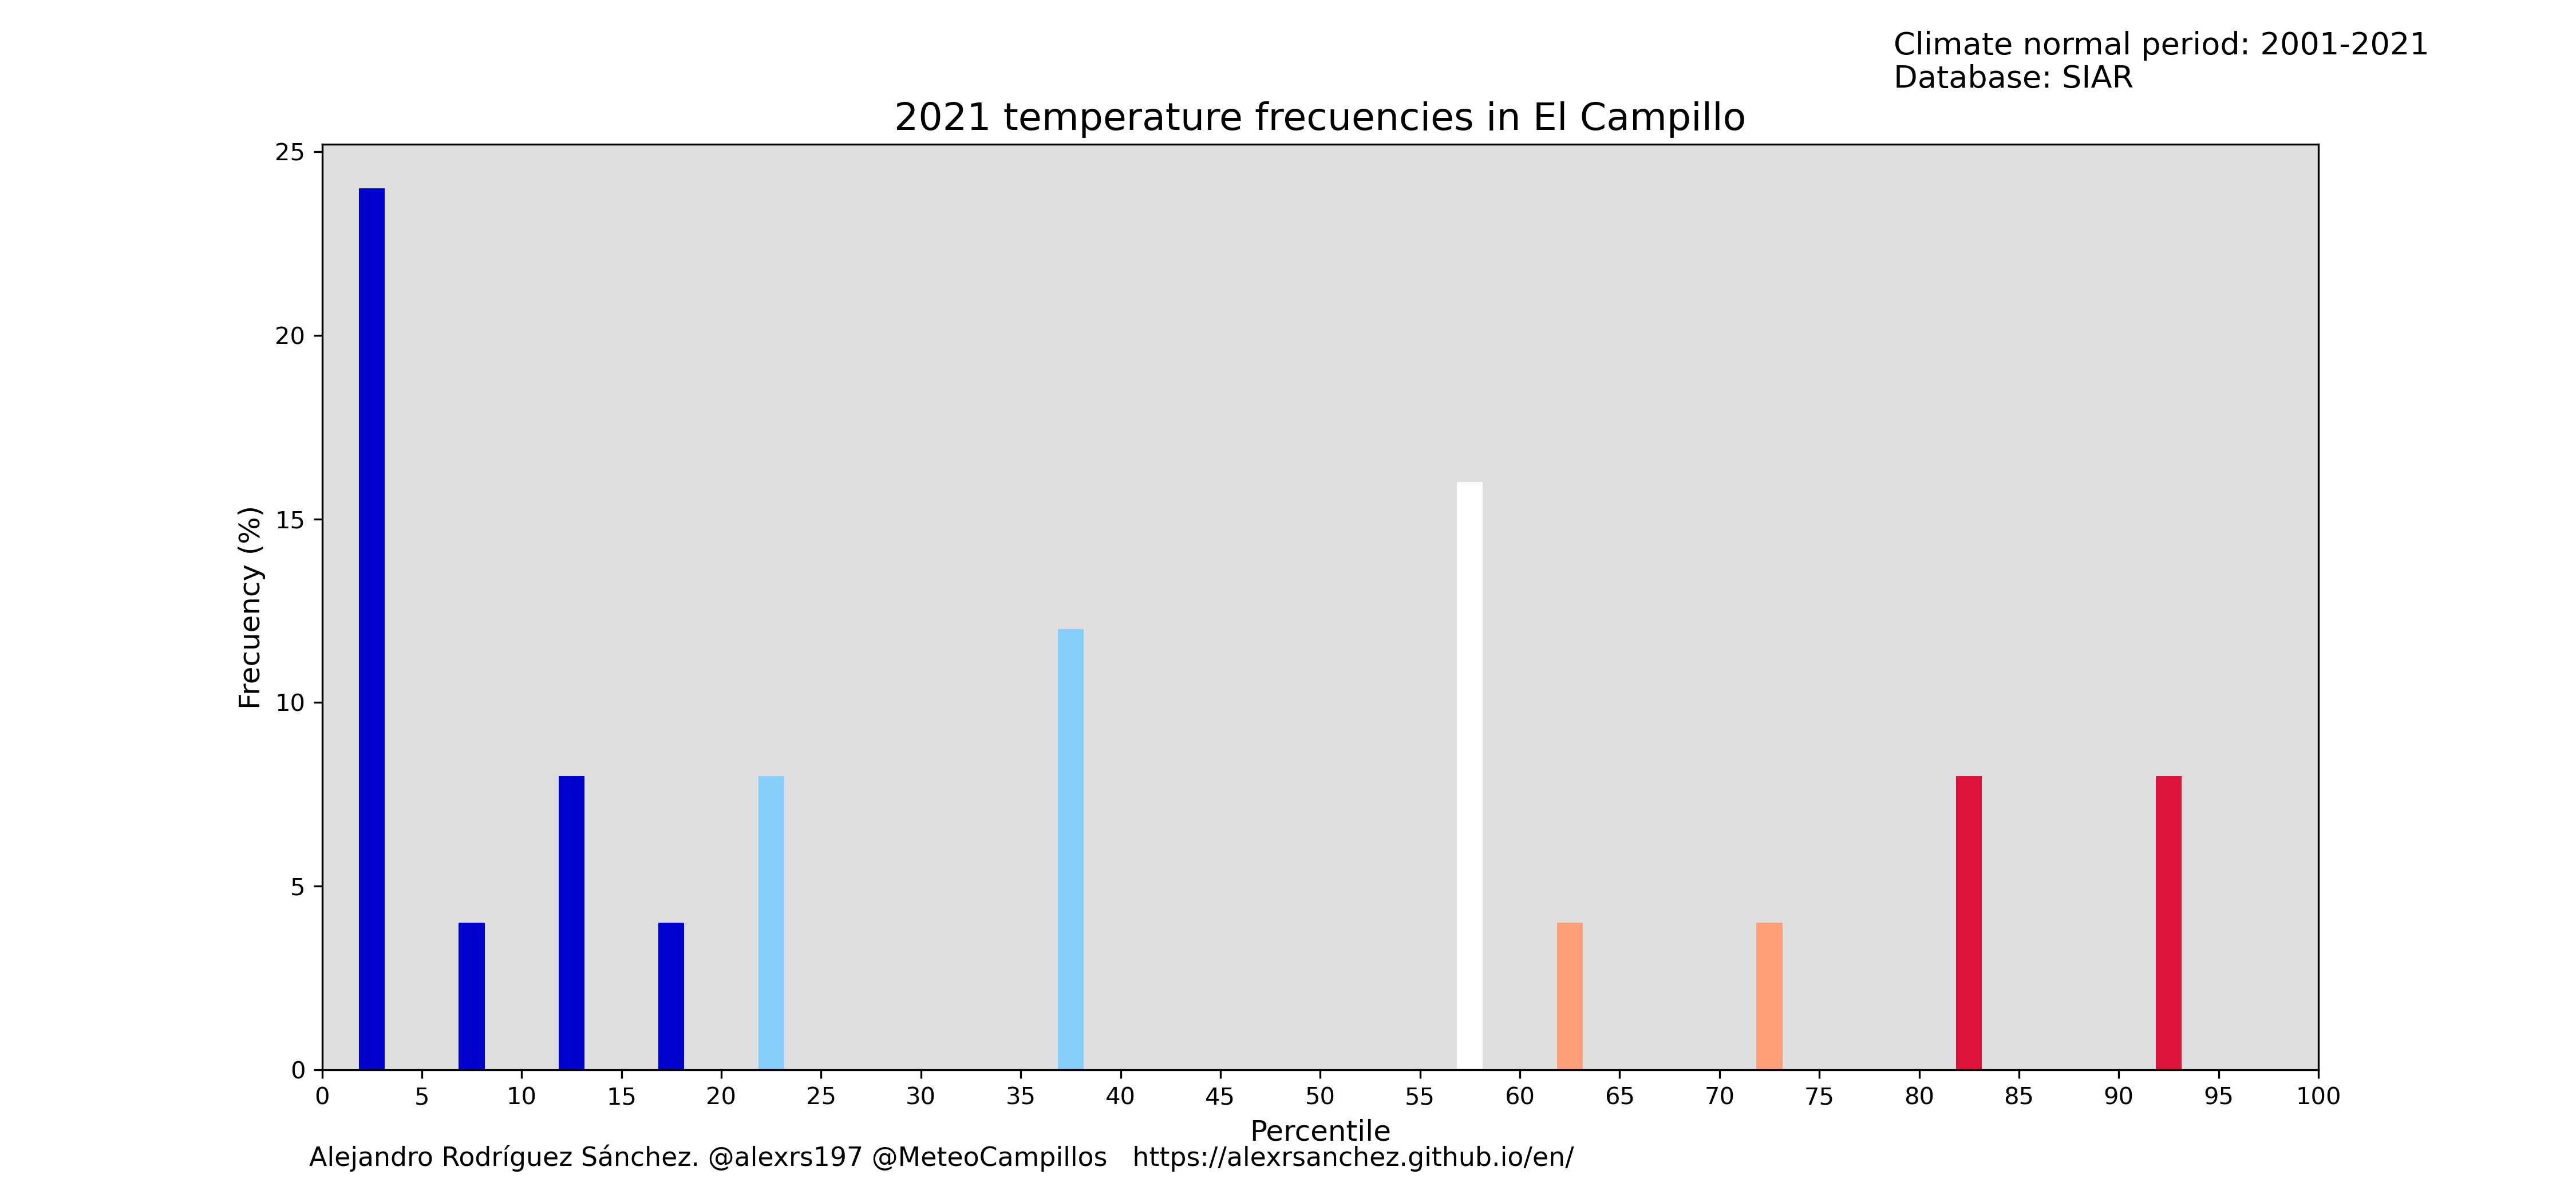 Climate normal period: 2001-2021
Database: SIAR
2021 temperature frecuencies in El Campillo
25
20
15
10
5
0
Frecuency (%)
0 5 10 15 20 25 30 35 40 45 50 55 60 65 70 75 80 85 90 95 100
Percentile
Alejandro Rodríguez Sánchez. @alexrs197 @MeteoCampillos https://alexrsanchez.github.io/en/